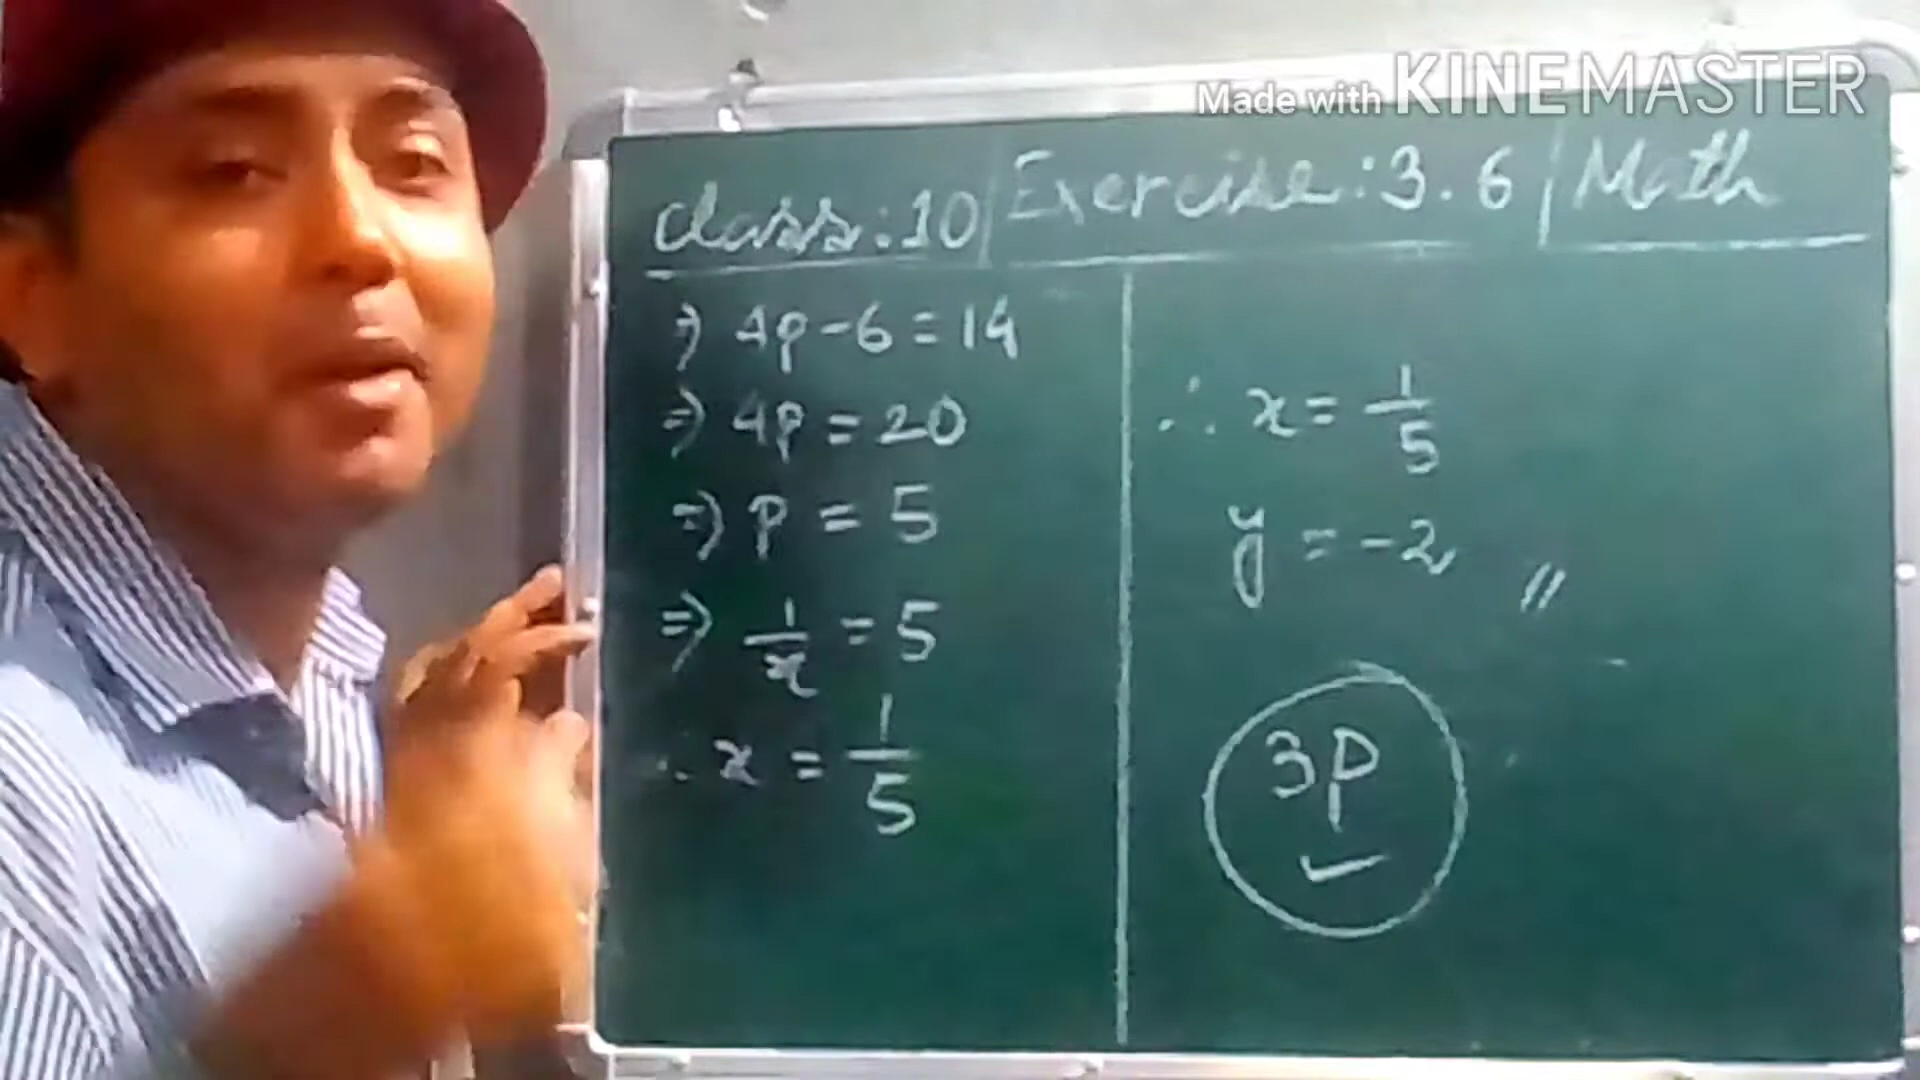 Made with KINEMASTER
Class:10 | Exercise:3.6 | Math
⇒ 4p-6=14
⇒ 4p=20
⇒ p=5
⇒ 1/x=5
∴ x=1/5
∴ x=1/5
y=-2 //
3P